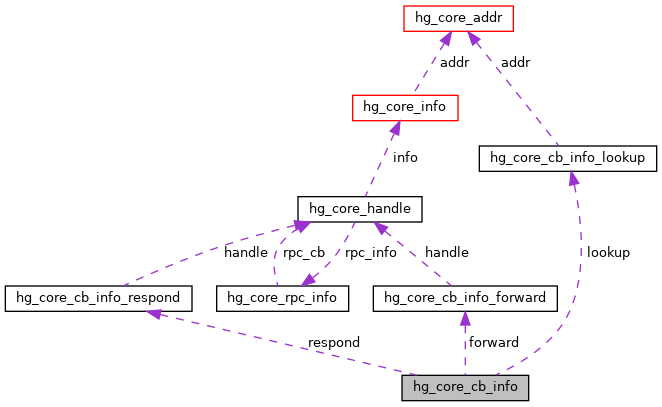 hg_core_addr
addr
addr
hg_core_info
info
hg_core_cb_info_lookup
hg_core_handle
handle
rpc_cb
rpc_info
handle
lookup
hg_core_cb_info_respond
hg_core_rpc_info
hg_core_cb_info_forward
respond
forward
hg_core_cb_info